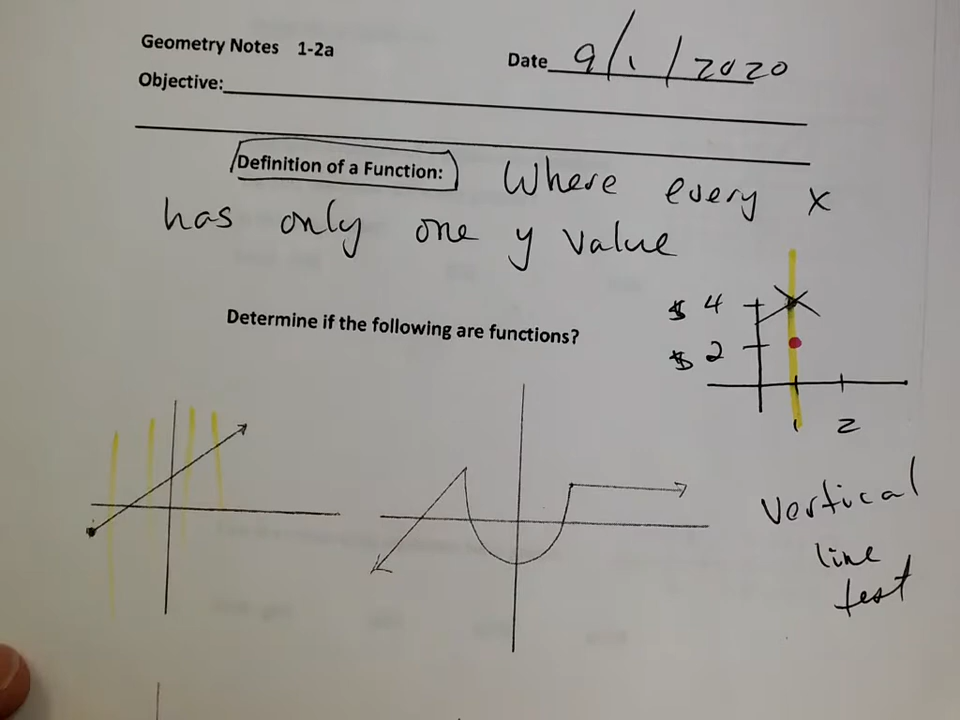 Geometry Notes 1-2a
Date 9/1/2020
Objective:
Definition of a Function: Where every x
has only one y value
$ 4
Determine if the following are functions?
$ 2
1 2
Vertical
line
test